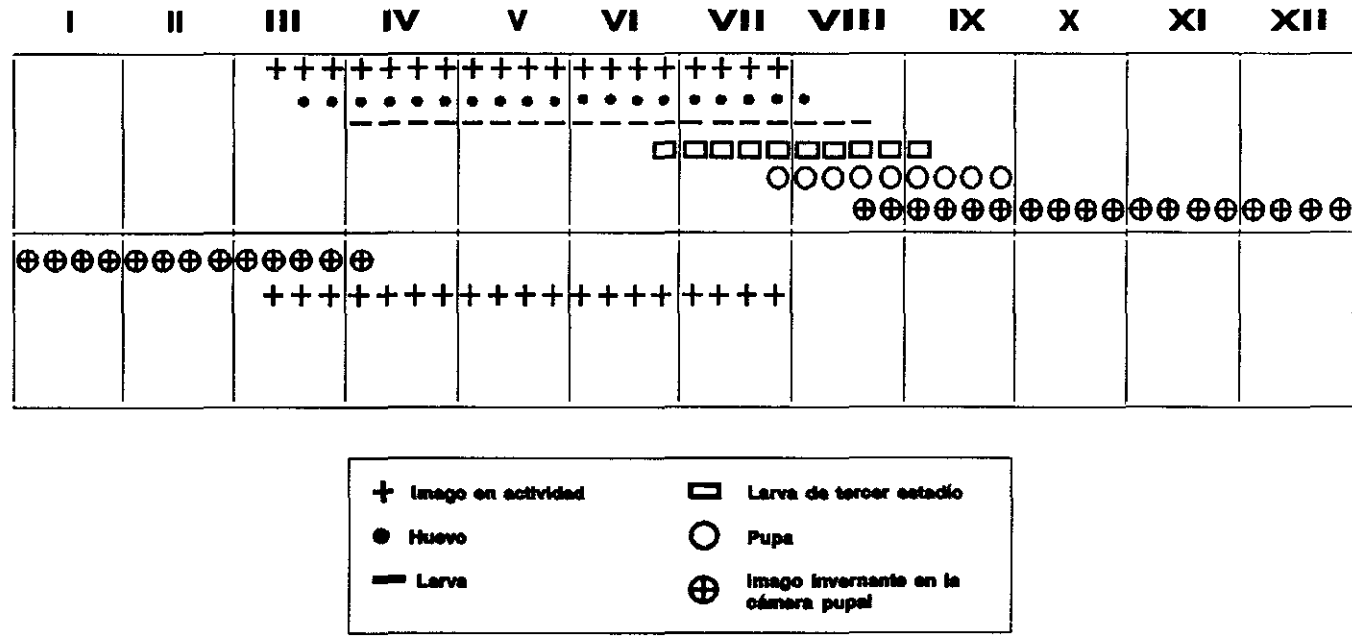 I II III IV V VI VII VIII IX X XI XII
Imago en actividad
Huevo
Larva
Larva de tercer estadío
Pupa
Imago invernante en la
cámara pupal